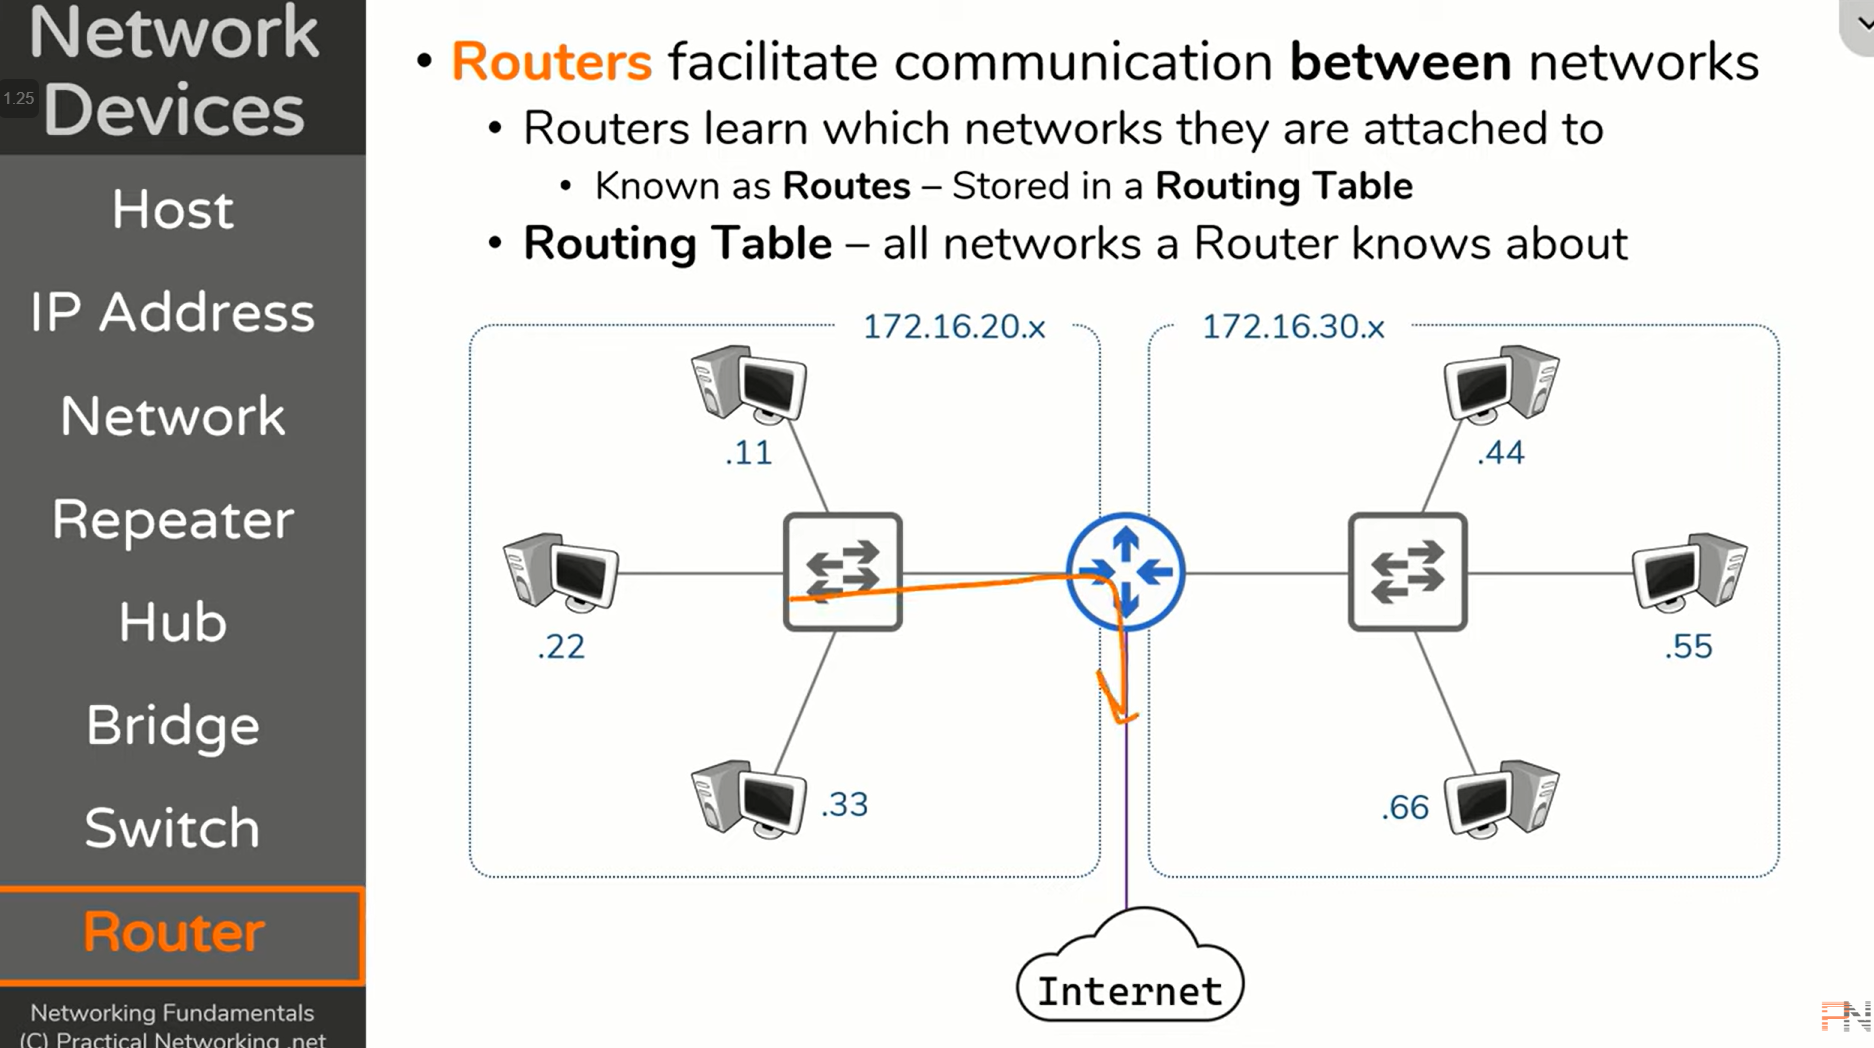 Network
Devices
1.25
Host
IP Address
Network
Repeater
Hub
Bridge
Switch
Router
Networking Fundamentals
(C) Practical Networking .net
• Routers facilitate communication between networks
• Routers learn which networks they are attached to
• Known as Routes – Stored in a Routing Table
• Routing Table – all networks a Router knows about
172.16.20.x
172.16.30.x
.11
.44
.22
.55
.33
.66
Internet
PN